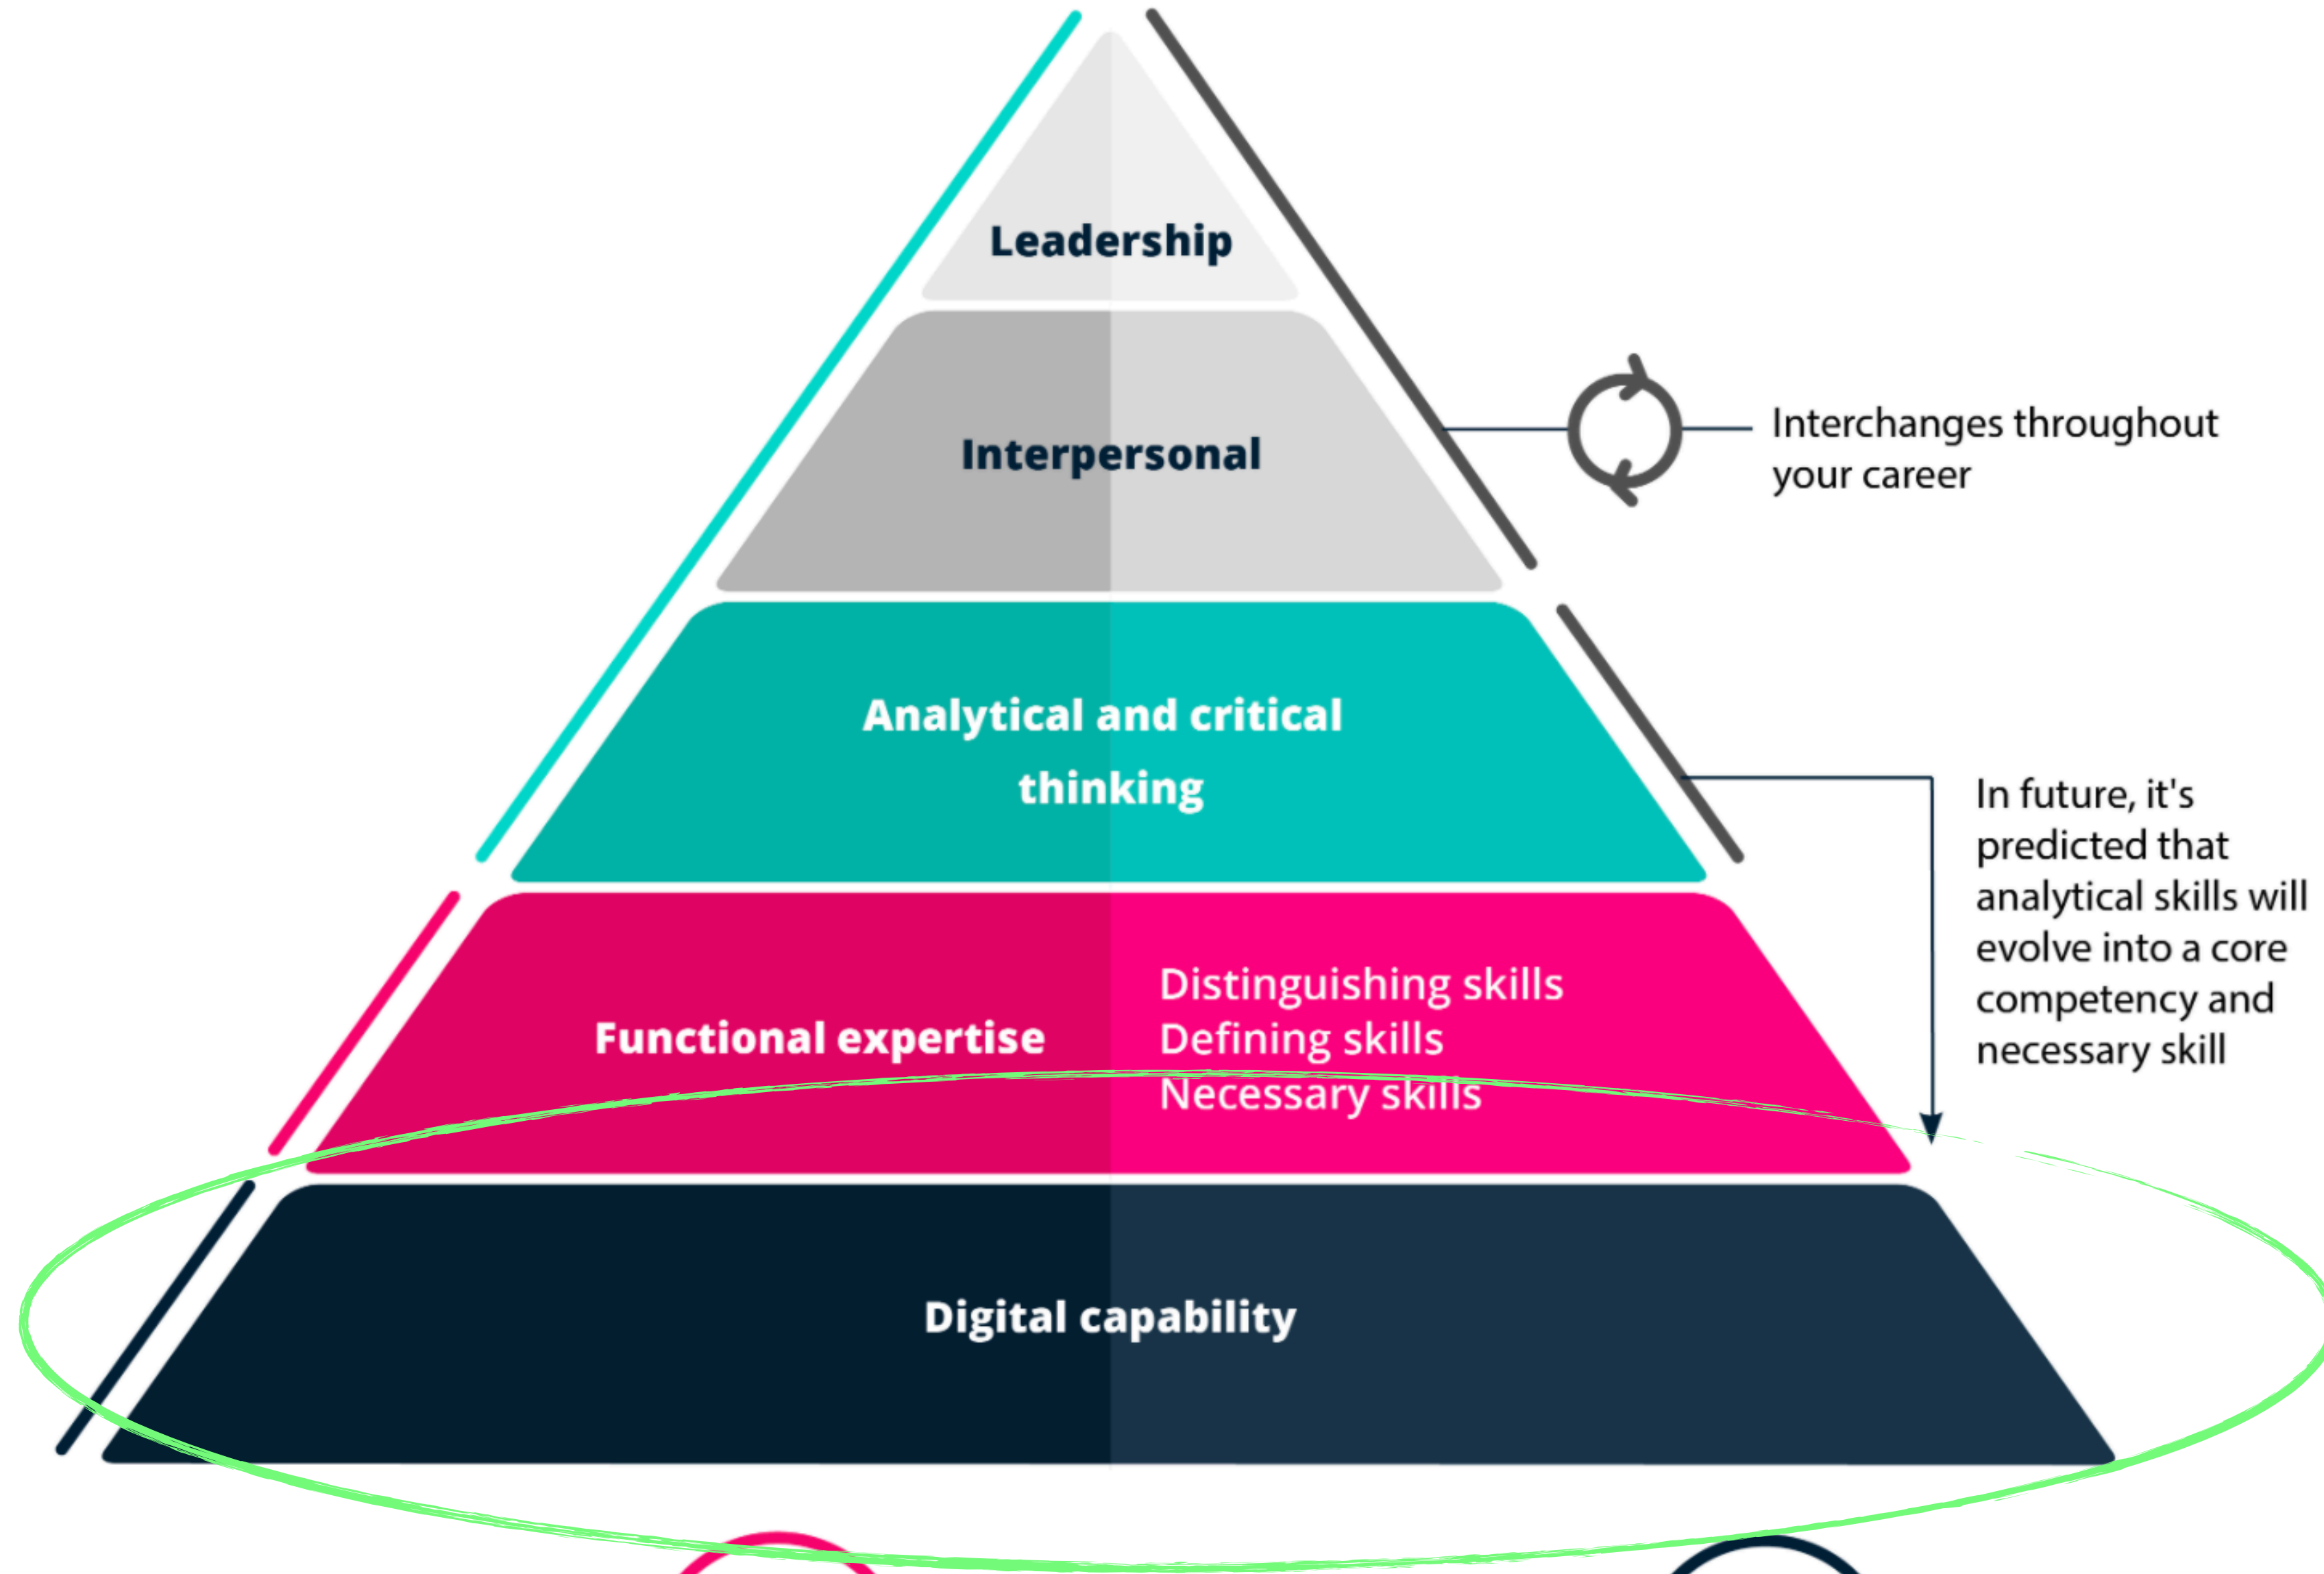 Leadership
Interpersonal
Interchanges throughout
your career
Analytical and critical
thinking
In future, it's
predicted that
analytical skills will
evolve into a core
competency and
necessary skill
Functional expertise
Distinguishing skills
Defining skills
Necessary skills
Digital capability